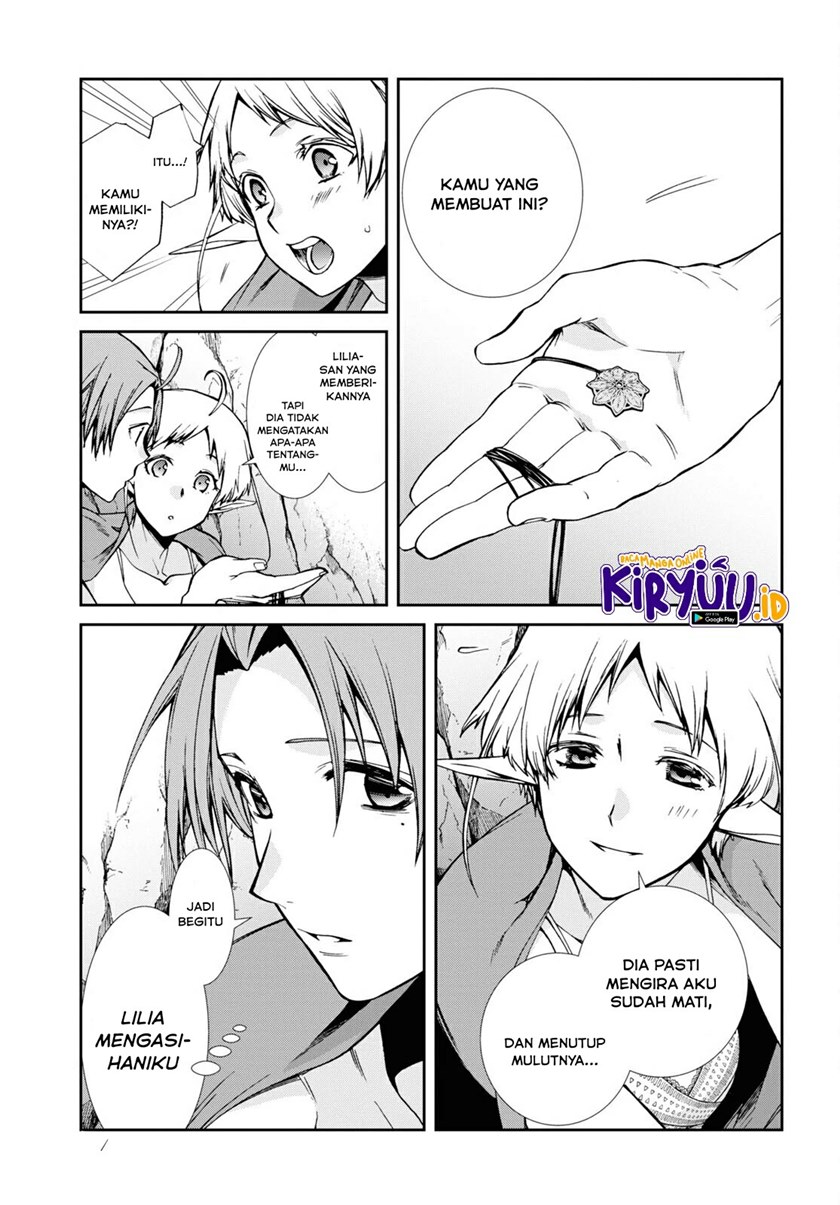 KAMU YANG
MEMBUAT INI?
ITU...!
KAMU
MEMILIKI-
NYA?!
LILIA-
SAN YANG
MEMBERI-
KANNYA
TAPI
DIA TIDAK
MENGATAKAN
APA-APA
TENTANG-
MU...
BACA MANGA ONLINE
KIRYUU.ID
Google Play
DIA PASTI
MENGIRA AKU
SUDAH MATI,
DAN MENUTUP
MULUTNYA...
JADI
BEGITU
LILIA
MENGASI-
HANIKU